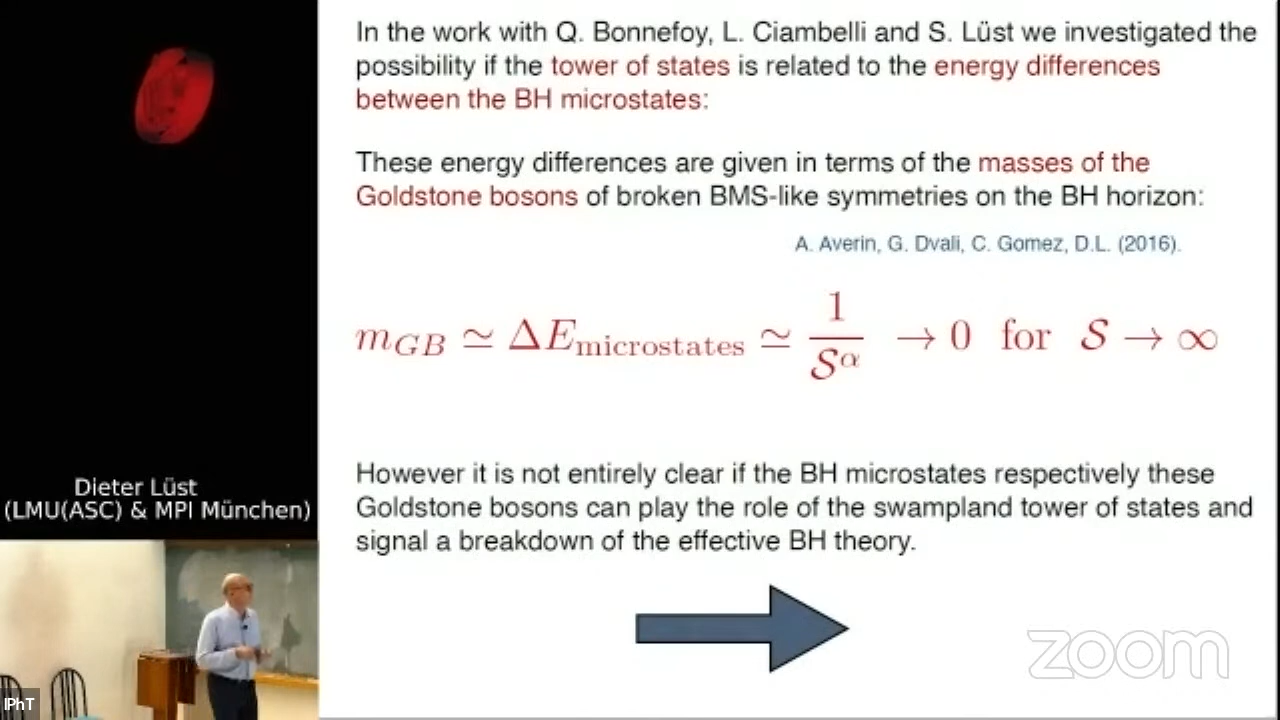 In the work with Q. Bonnefoy, L. Ciambelli and S. Lüst we investigated the
possibility if the tower of states is related to the energy differences
between the BH microstates:
These energy differences are given in terms of the masses of the
Goldstone bosons of broken BMS-like symmetries on the BH horizon:
A. Averin, G. Dvali, C. Gomez, D.L. (2016).
m_{GB} ≃ ΔE_{microstates} ≃ 1/𝒮^α → 0 for 𝒮 → ∞
However it is not entirely clear if the BH microstates respectively these
Goldstone bosons can play the role of the swampland tower of states and
signal a breakdown of the effective BH theory.
Dieter Lüst
(LMU(ASC) & MPI München)
IPhT
zoom